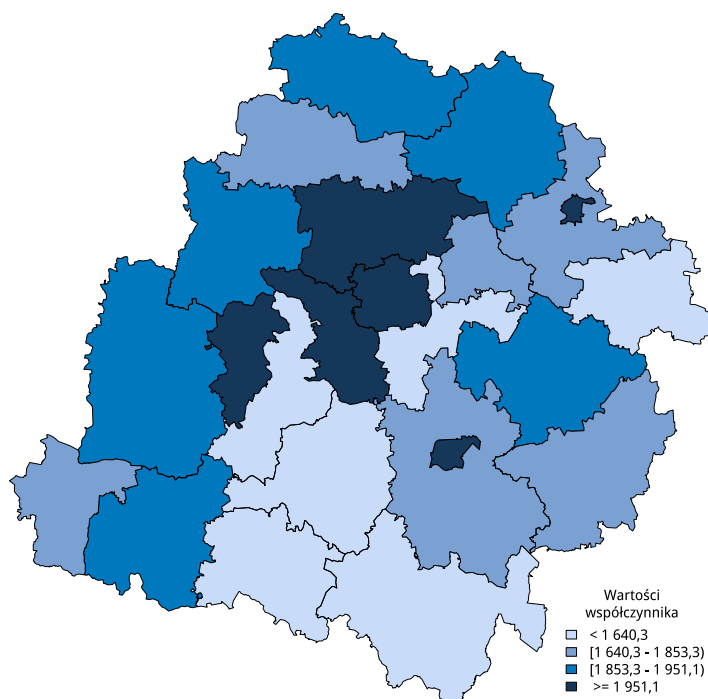 Wartości
współczynnika
< 1 640,3
[1 640,3 - 1 853,3)
[1 853,3 - 1 951,1)
>= 1 951,1